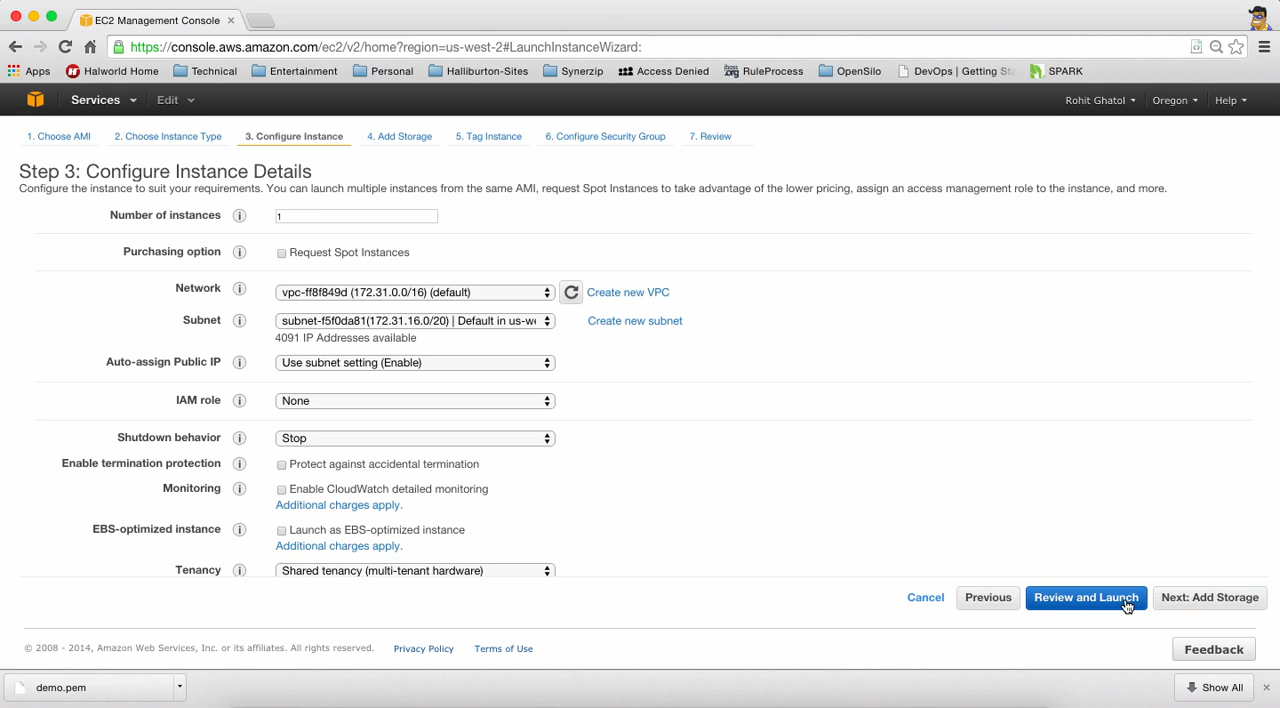 EC2 Management Console
https://console.aws.amazon.com/ec2/v2/home?region=us-west-2#LaunchInstanceWizard:
Apps Halworld Home Technical Entertainment Personal Halliburton-Sites Synerzip Access Denied RuleProcess OpenSilo DevOps | Getting Sta SPARK
Services Edit Rohit Ghatol Oregon Help
1. Choose AMI 2. Choose Instance Type 3. Configure Instance 4. Add Storage 5. Tag Instance 6. Configure Security Group 7. Review
Step 3: Configure Instance Details
Configure the instance to suit your requirements. You can launch multiple instances from the same AMI, request Spot Instances to take advantage of the lower pricing, assign an access management role to the instance, and more.
Number of instances i 1
Purchasing option i Request Spot Instances
Network i vpc-ff8f849d (172.31.0.0/16) (default) Create new VPC
Subnet i subnet-f5f0da81(172.31.16.0/20) | Default in us-we Create new subnet
4091 IP Addresses available
Auto-assign Public IP i Use subnet setting (Enable)
IAM role i None
Shutdown behavior i Stop
Enable termination protection i Protect against accidental termination
Monitoring i Enable CloudWatch detailed monitoring
Additional charges apply.
EBS-optimized instance i Launch as EBS-optimized instance
Additional charges apply.
Tenancy i Shared tenancy (multi-tenant hardware)
Cancel Previous Review and Launch Next: Add Storage
© 2008 - 2014, Amazon Web Services, Inc. or its affiliates. All rights reserved. Privacy Policy Terms of Use Feedback
demo.pem Show All